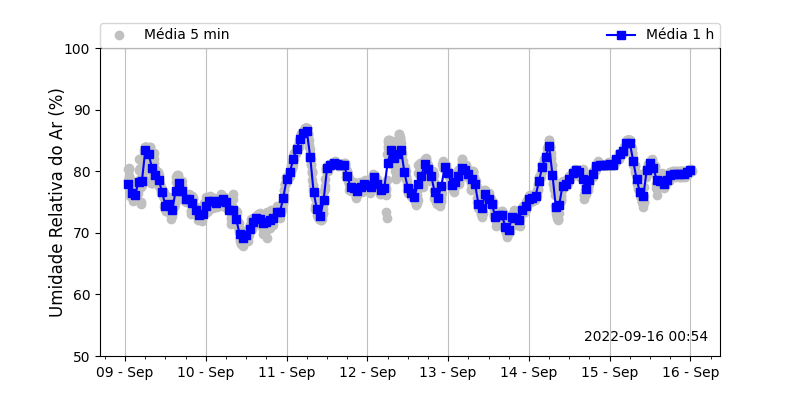 Média 5 min
Média 1 h
Umidade Relativa do Ar (%)
100
90
80
70
60
50
2022-09-16 00:54
09 - Sep
10 - Sep
11 - Sep
12 - Sep
13 - Sep
14 - Sep
15 - Sep
16 - Sep